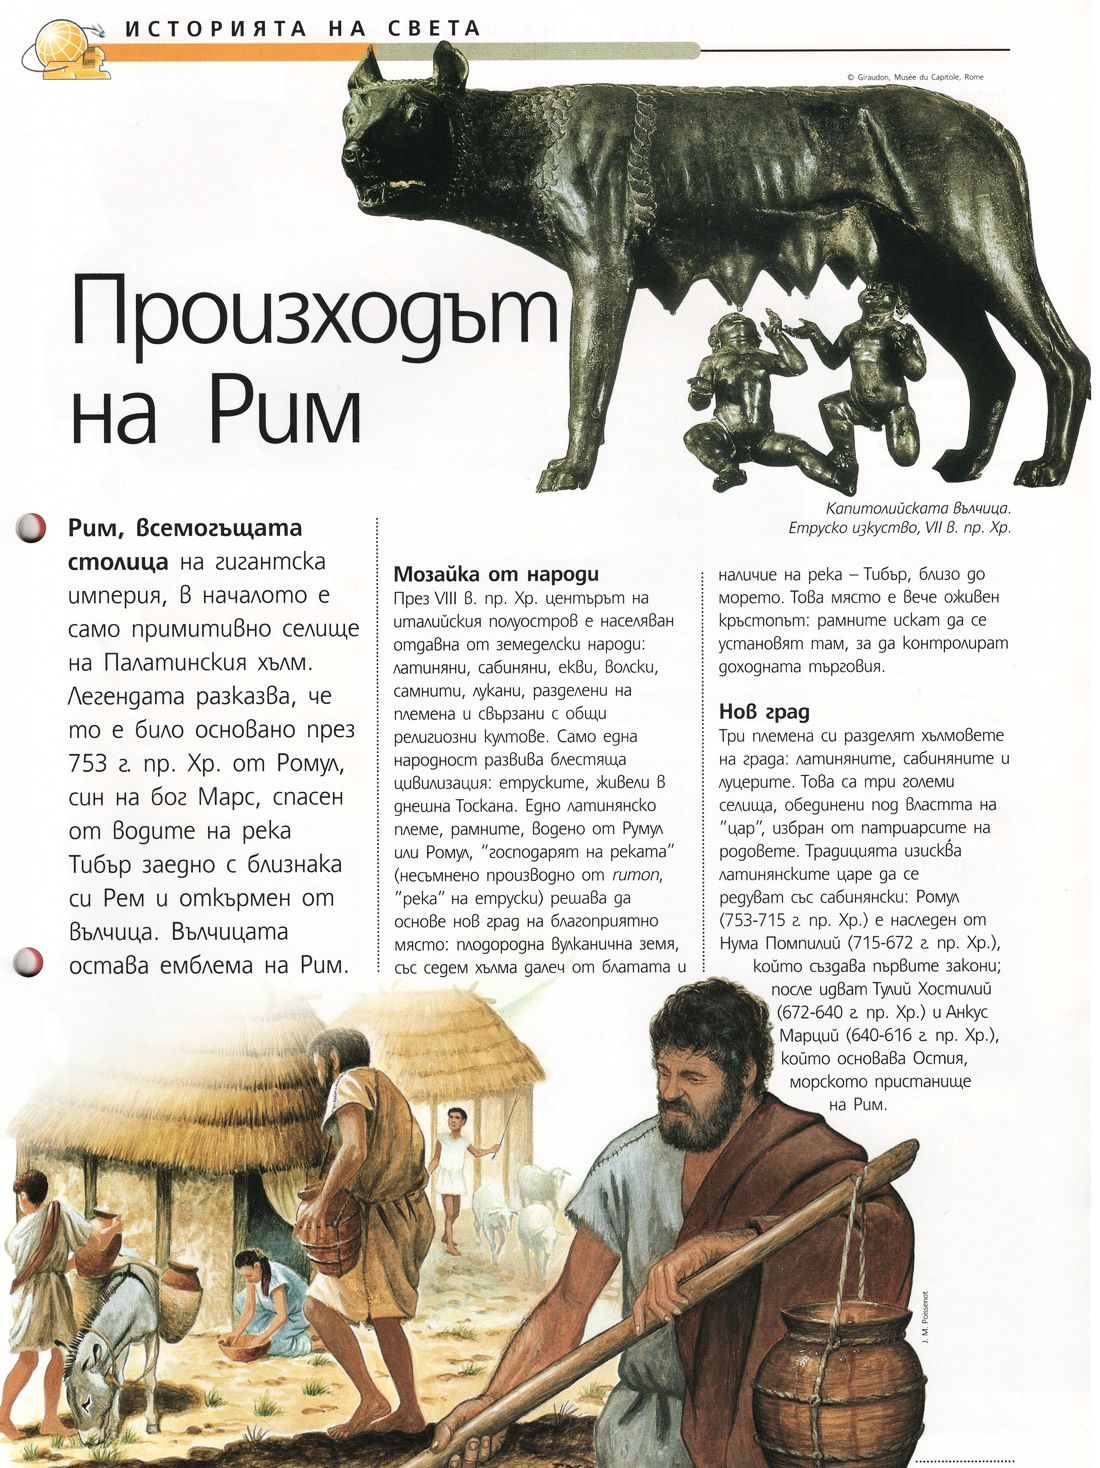 ИСТОРИЯТА НА СВЕТА
© Giraudon, Musée du Capitole, Rome
Произходът
на Рим
Капитолийската вълчица.
Етруско изкуство, VII в. пр. Хр.
Рим, всемогъщата
столица на гигантска
империя, в началото е
само примитивно селище
на Палатинския хълм.
Легендата разказва, че
то е било основано през
753 г. пр. Хр. от Ромул,
син на бог Марс, спасен
от водите на река
Тибър заедно с близнака
си Рем и откърмен от
вълчица. Вълчицата
остава емблема на Рим.
Мозайка от народи
През VIII в. пр. Хр. центърът на
италийския полуостров е населяван
отдавна от земеделски народи:
латиняни, сабиняни, екви, волски,
самнити, лукани, разделени на
племена и свързани с общи
религиозни култове. Само една
народност развива блестяща
цивилизация: етруските, живели в
днешна Тоскана. Едно латинянско
племе, рамните, водено от Румул
или Ромул, "господарят на реката"
(несъмнено производно от rumon,
"река" на етруски) решава да
основе нов град на благоприятно
място: плодородна вулканична земя,
със седем хълма далеч от блатата и
наличие на река – Тибър, близо до
морето. Това място е вече оживен
кръстопът: рамните искат да се
установят там, за да контролират
доходната търговия.
Нов град
Три племена си разделят хълмовете
на града: латиняните, сабиняните и
луцерите. Това са три големи
селища, обединени под властта на
"цар", избран от патриарсите на
родовете. Традицията изисква
латинянските царе да се
редуват със сабинянски: Ромул
(753-715 г. пр. Хр.) е наследен от
Нума Помпилий (715-672 г. пр. Хр.),
който създава първите закони;
после идват Тулий Хостилий
(672-640 г. пр. Хр.) и Анкус
Марций (640-616 г. пр. Хр.),
който основава Остия,
морското пристанище
на Рим.
J. M. Poissenot